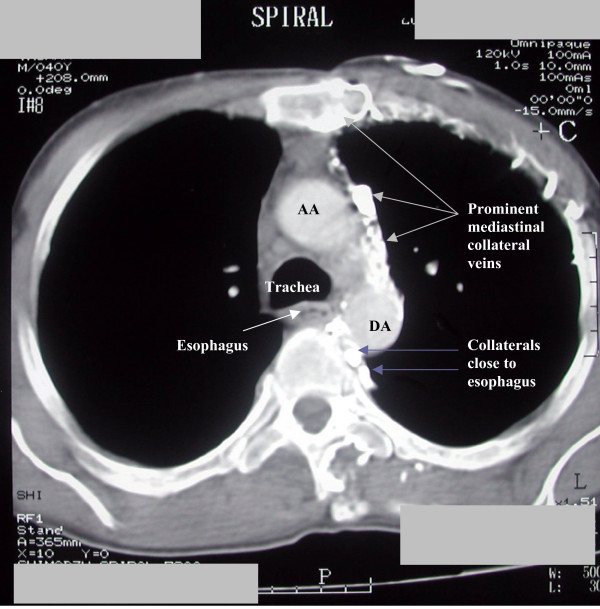 SPIRAL
Omnipaque
M/040Y
120kV 100mA
+208.0mm
1.0s 10.0mm
0.0deg
100mAs
I#8
0ml
00'00"0
-15.0mm/s
C
AA
Prominent
mediastinal
collateral
veins
Trachea
DA
Esophagus
Collaterals
close to
esophagus
L
SHI
RF1
Stand
A=365mm
X=10 Y=0
P
W: 500